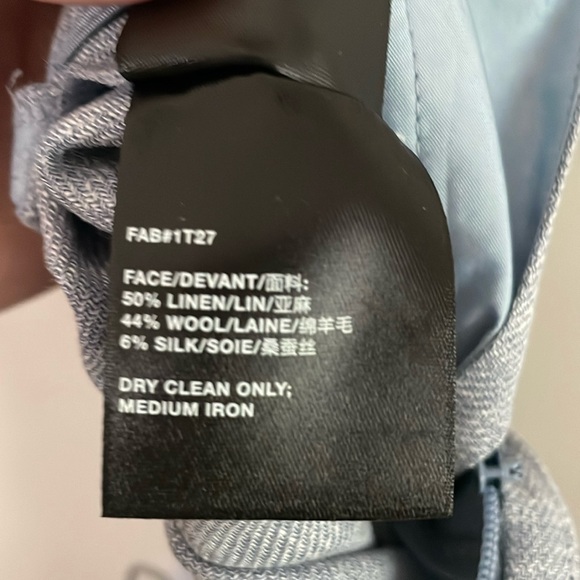 FAB#1T27
FACE/DEVANT/面料:
50% LINEN/LIN/亚麻
44% WOOL/LAINE/绵羊毛
6% SILK/SOIE/桑蚕丝
DRY CLEAN ONLY;
MEDIUM IRON